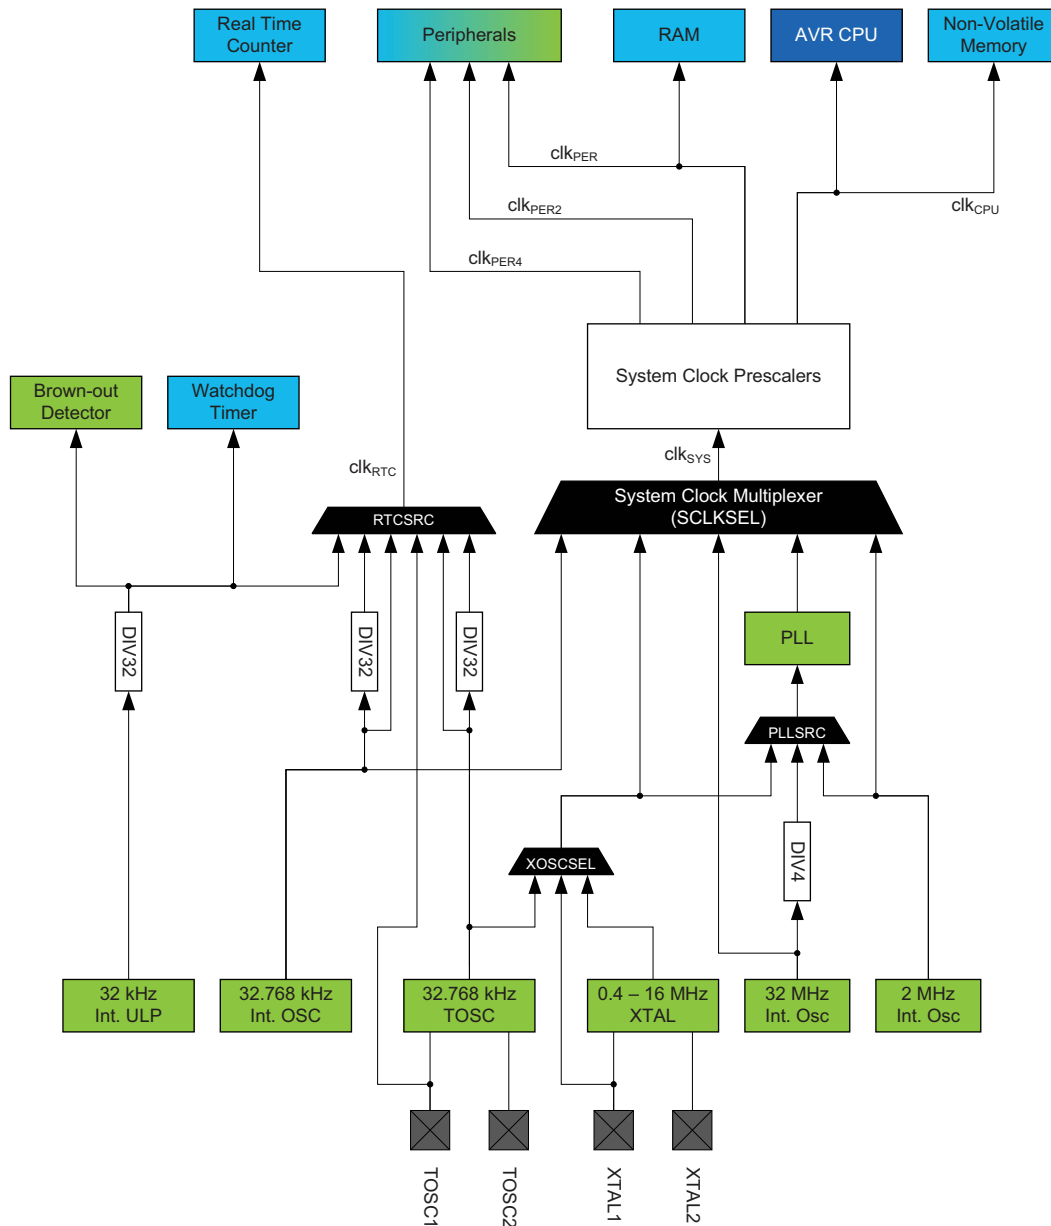 Real Time
Counter
Peripherals
RAM
AVR CPU
Non-Volatile
Memory
clkPER
clkPER2
clkCPU
clkPER4
System Clock Prescalers
Brown-out
Detector
Watchdog
Timer
clkSYS
clkRTC
System Clock Multiplexer
(SCLKSEL)
RTCSRC
DIV32
DIV32
DIV32
PLL
PLLSRC
XOSCSEL
DIV4
32 kHz
Int. ULP
32.768 kHz
Int. OSC
32.768 kHz
TOSC
0.4 – 16 MHz
XTAL
32 MHz
Int. Osc
2 MHz
Int. Osc
TOSC1
TOSC2
XTAL1
XTAL2